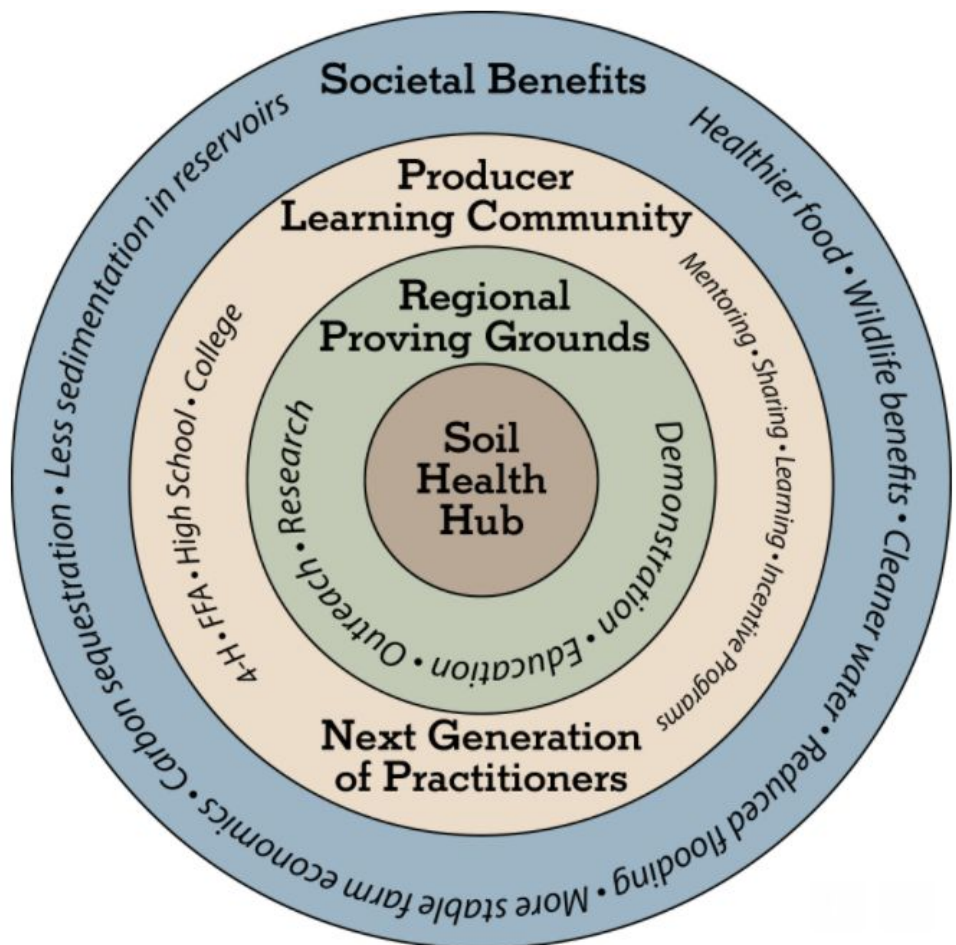 Societal Benefits
Healthier food • Wildlife benefits • Cleaner water • Reduced flooding • More stable farm economics • Carbon sequestration • Less sedimentation in reservoirs
Producer
Learning Community
Mentoring • Sharing • Learning • Incentive Programs
4-H • FFA • High School • College
Next Generation
of Practitioners
Regional
Proving Grounds
Demonstration • Education • Outreach • Research
Soil
Health
Hub